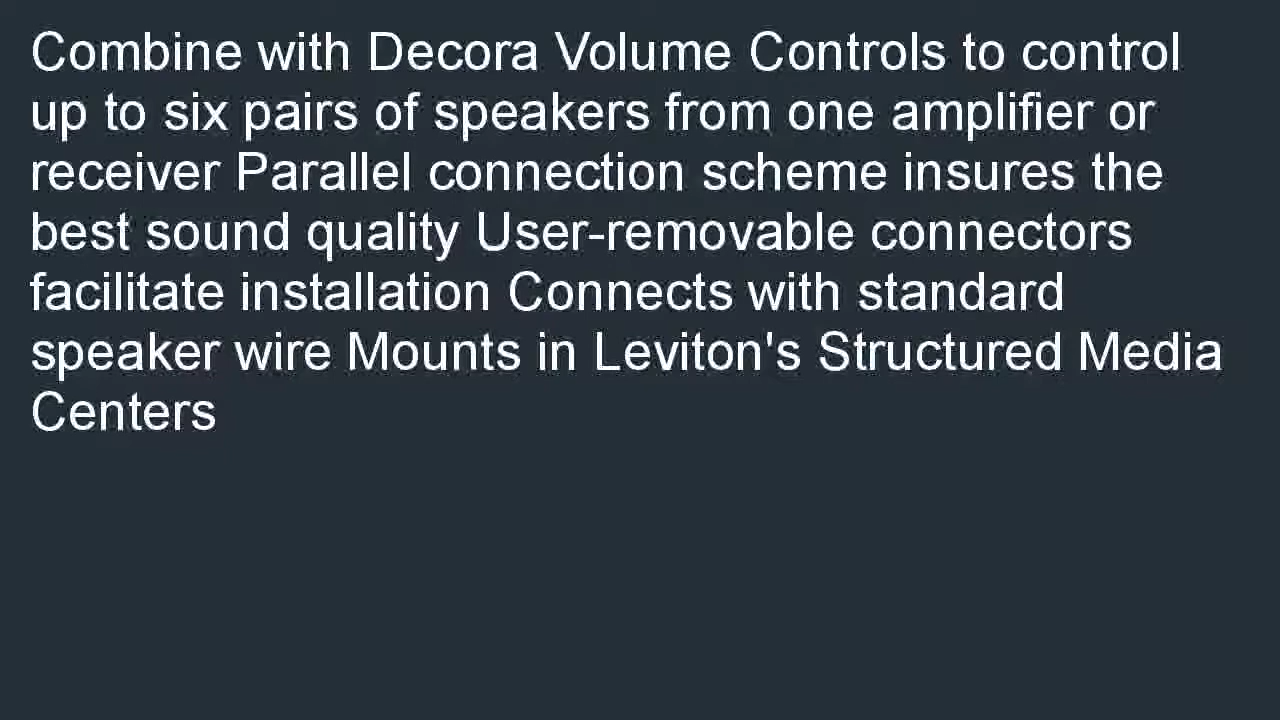 Combine with Decora Volume Controls to control
up to six pairs of speakers from one amplifier or
receiver Parallel connection scheme insures the
best sound quality User-removable connectors
facilitate installation Connects with standard
speaker wire Mounts in Leviton's Structured Media
Centers